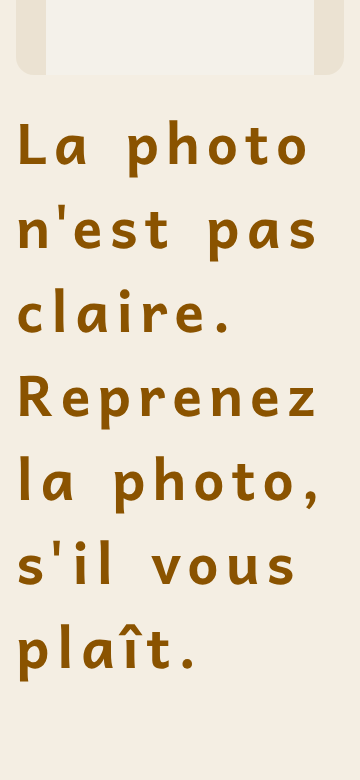 La photo
n'est pas
claire.
Reprenez
la photo,
s'il vous
plaît.